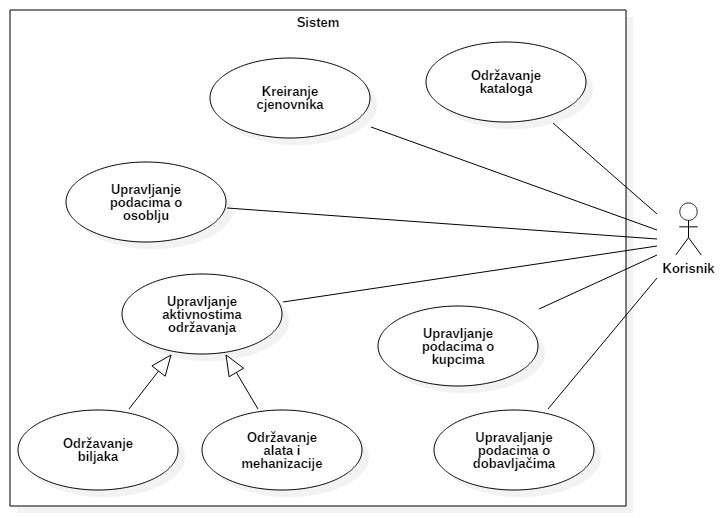 Sistem
Kreiranje
cjenovnika
Održavanje
kataloga
Upravljanje
podacima o
osoblju
Korisnik
Upravljanje
aktivnostima
održavanja
Upravljanje
podacima o
kupcima
Održavanje
biljaka
Održavanje
alata i
mehanizacije
Upravaljanje
podacima o
dobavljačima